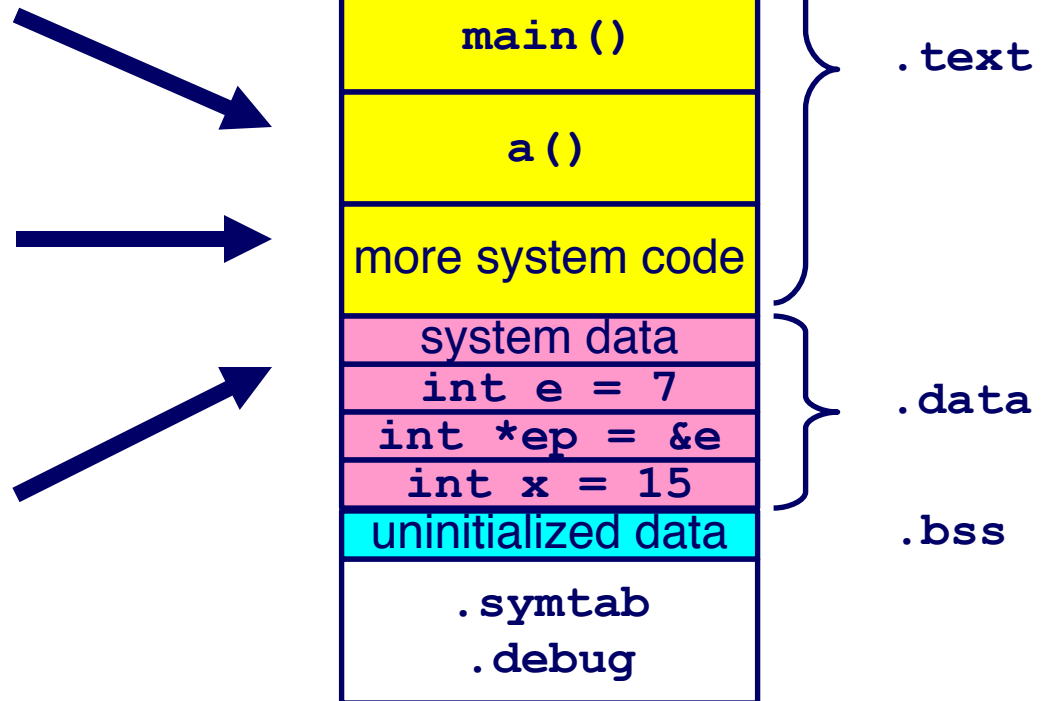 main()
.text
a()
more system code
system data
int e = 7
.data
int *ep = &e
int x = 15
uninitialized data
.bss
.symtab
.debug